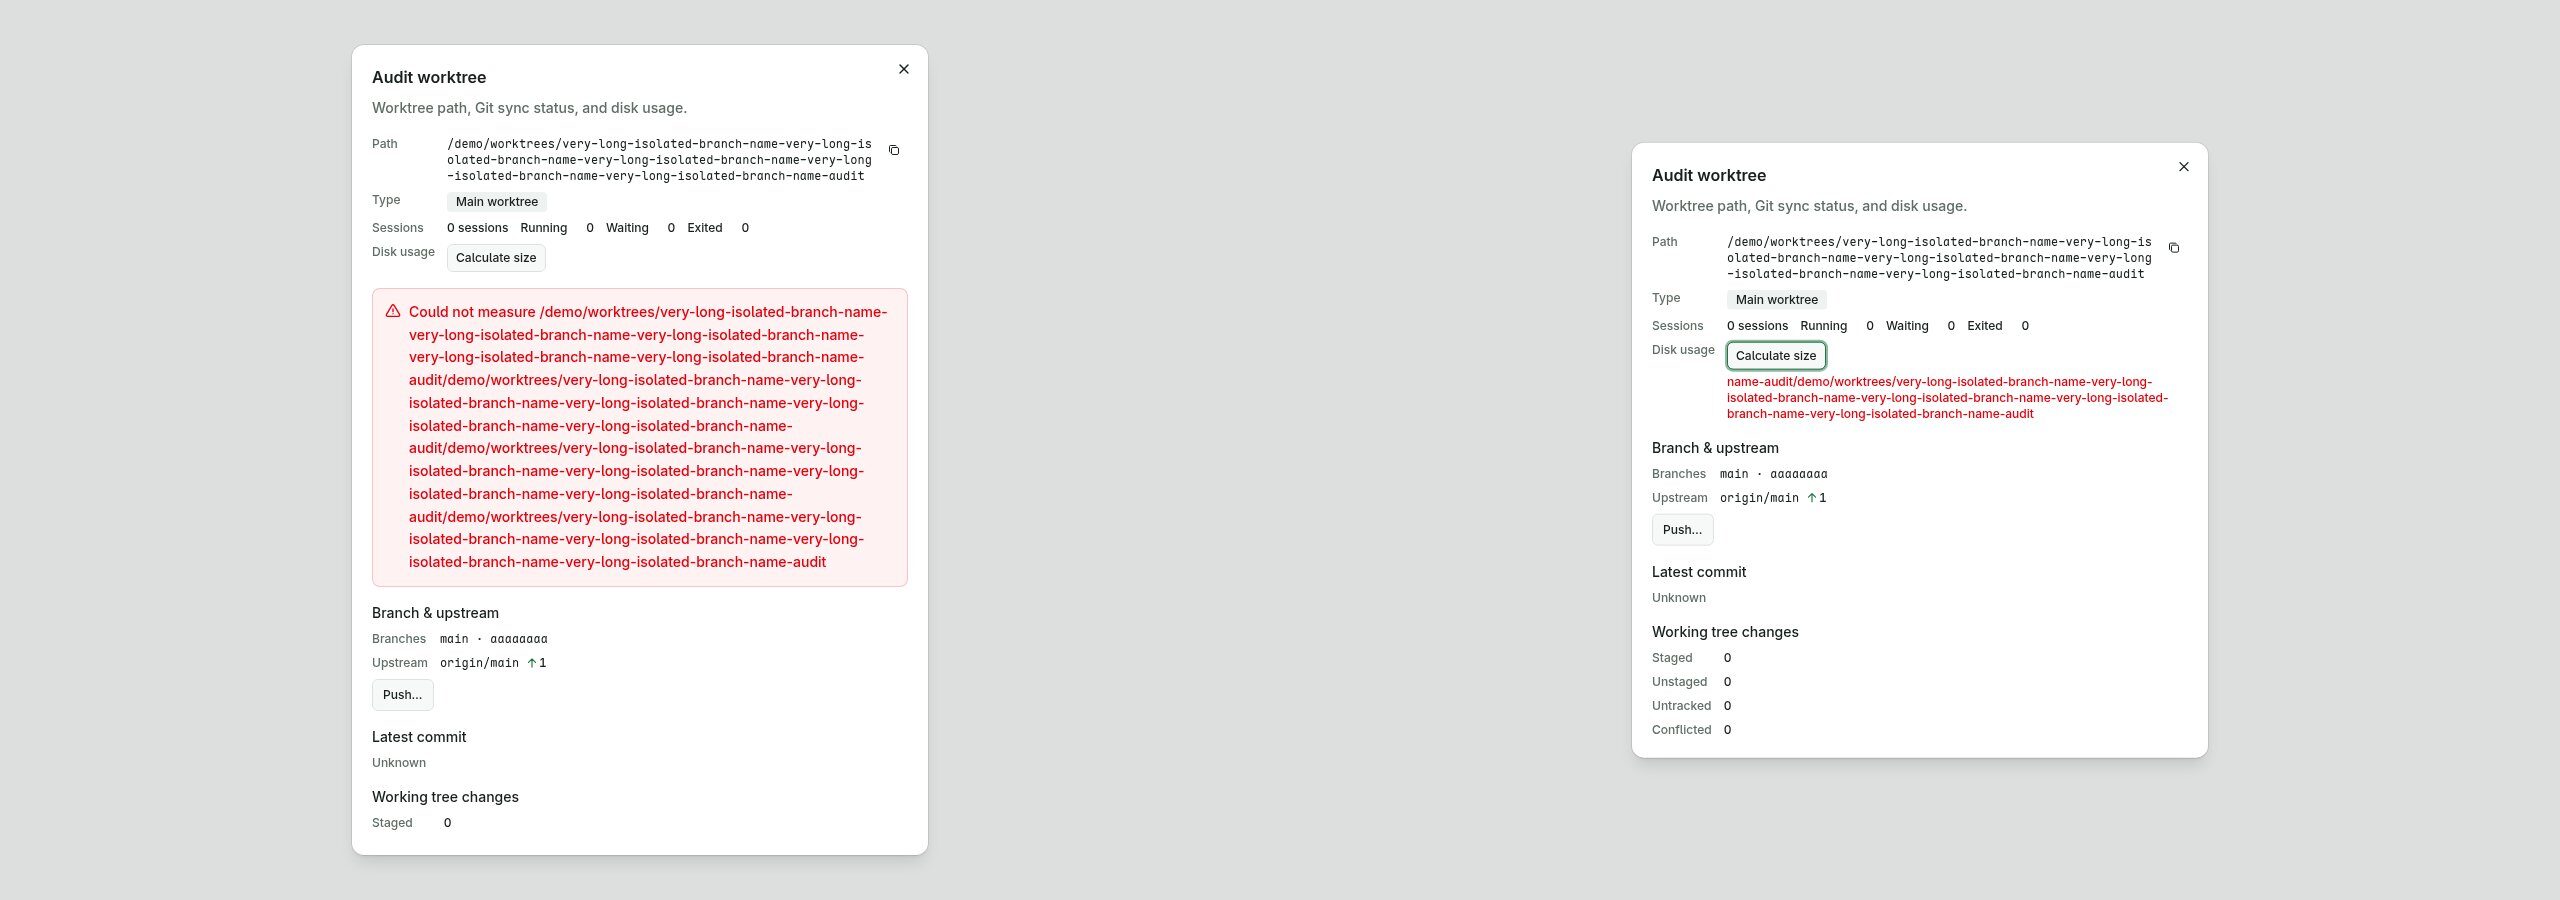 Audit worktree
Worktree path, Git sync status, and disk usage.
Path
/demo/worktrees/very-long-isolated-branch-name-very-long-is
olated-branch-name-very-long-isolated-branch-name-very-long
-isolated-branch-name-very-long-isolated-branch-name-audit
Type Main worktree
Sessions 0 sessions Running 0 Waiting 0 Exited 0
Disk usage Calculate size
Could not measure /demo/worktrees/very-long-isolated-branch-name-
very-long-isolated-branch-name-very-long-isolated-branch-name-
very-long-isolated-branch-name-very-long-isolated-branch-name-
audit/demo/worktrees/very-long-isolated-branch-name-very-long-
isolated-branch-name-very-long-isolated-branch-name-very-long-
isolated-branch-name-very-long-isolated-branch-name-
audit/demo/worktrees/very-long-isolated-branch-name-very-long-
isolated-branch-name-very-long-isolated-branch-name-very-long-
isolated-branch-name-very-long-isolated-branch-name-
audit/demo/worktrees/very-long-isolated-branch-name-very-long-
isolated-branch-name-very-long-isolated-branch-name-very-long-
isolated-branch-name-very-long-isolated-branch-name-audit
Branch & upstream
Branches main · aaaaaaaa
Upstream origin/main ↑1
Push...
Latest commit
Unknown
Working tree changes
Staged 0
Audit worktree
Worktree path, Git sync status, and disk usage.
Path
/demo/worktrees/very-long-isolated-branch-name-very-long-is
olated-branch-name-very-long-isolated-branch-name-very-long
-isolated-branch-name-very-long-isolated-branch-name-audit
Type Main worktree
Sessions 0 sessions Running 0 Waiting 0 Exited 0
Disk usage Calculate size
name-audit/demo/worktrees/very-long-isolated-branch-name-very-long-
isolated-branch-name-very-long-isolated-branch-name-very-long-isolated-
branch-name-very-long-isolated-branch-name-audit
Branch & upstream
Branches main · aaaaaaaa
Upstream origin/main ↑1
Push...
Latest commit
Unknown
Working tree changes
Staged 0
Unstaged 0
Untracked 0
Conflicted 0